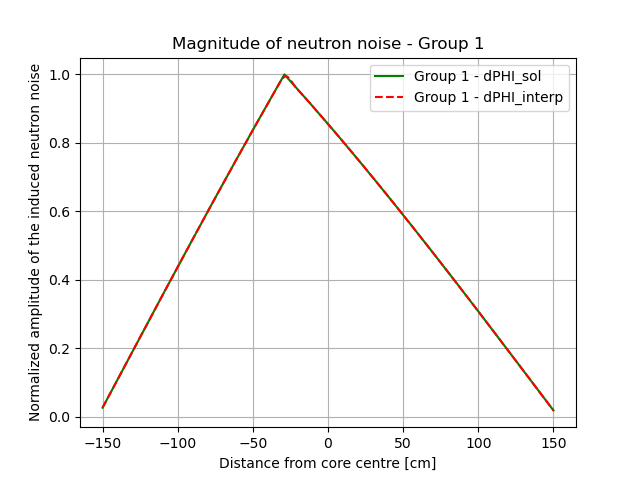 Magnitude of neutron noise - Group 1
Normalized amplitude of the induced neutron noise
1.0
0.8
0.6
0.4
0.2
0.0
Group 1 - dPHI_sol
Group 1 - dPHI_interp
−150 −100 −50 0 50 100 150
Distance from core centre [cm]